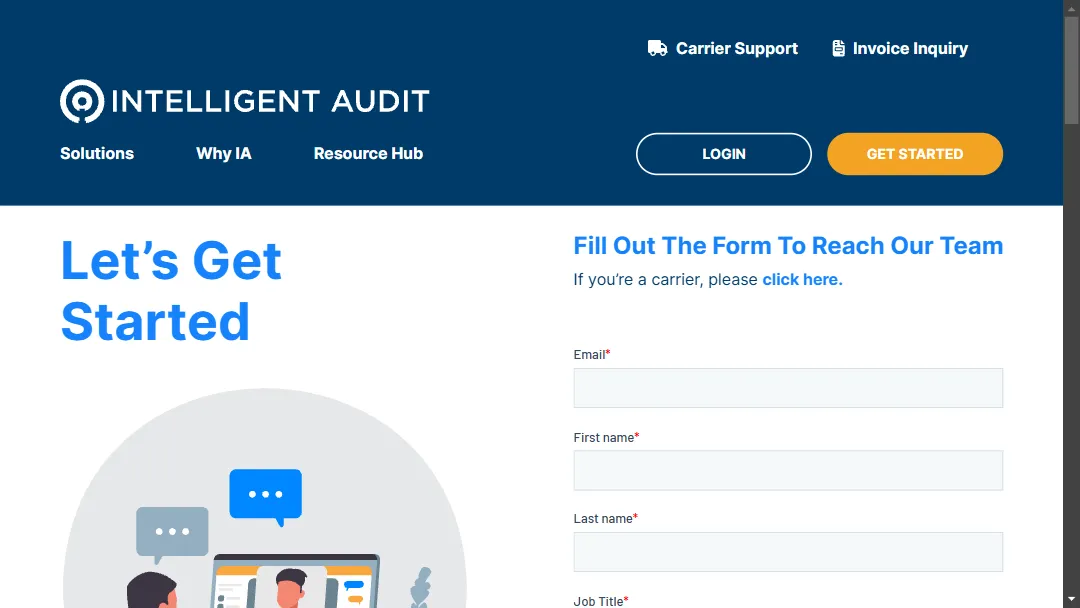 Carrier Support
Invoice Inquiry
INTELLIGENT AUDIT
Solutions
Why IA
Resource Hub
LOGIN
GET STARTED
Let’s Get
Started
Fill Out The Form To Reach Our Team
If you’re a carrier, please click here.
Email*
First name*
Last name*
Job Title*